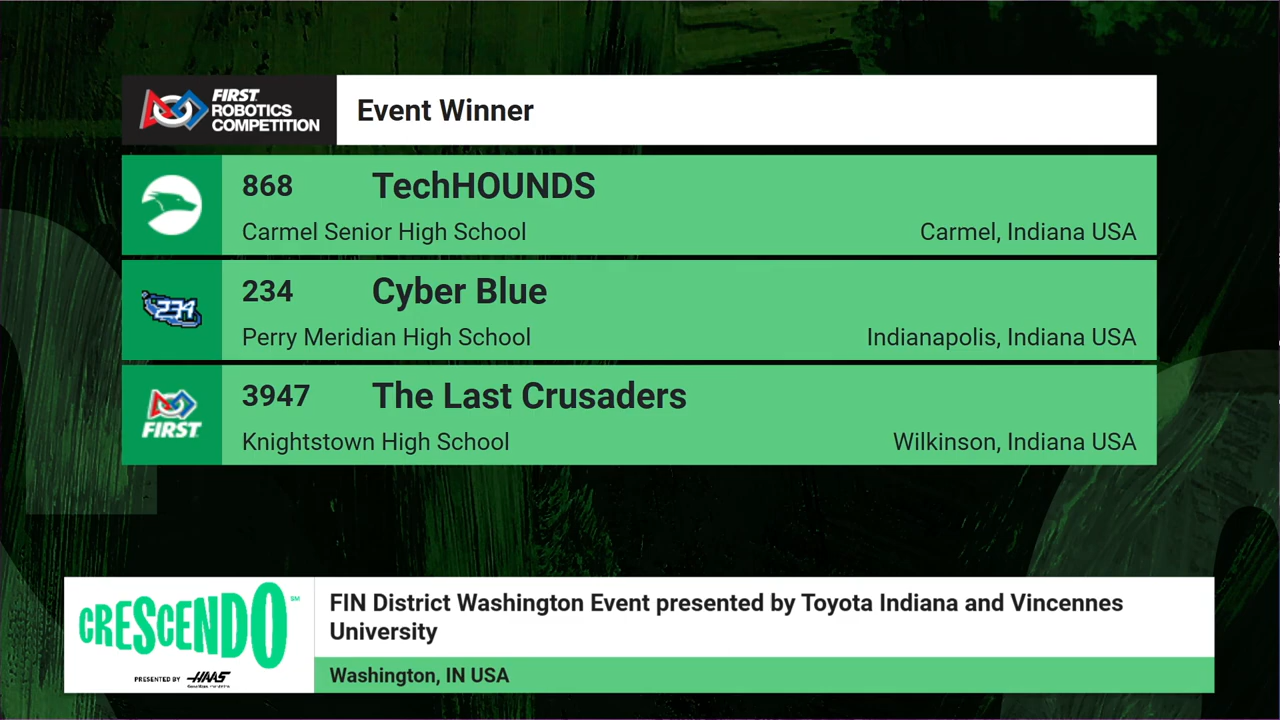 FIRST
ROBOTICS
COMPETITION
Event Winner
868 TechHOUNDS
Carmel Senior High School Carmel, Indiana USA
234
234 Cyber Blue
Perry Meridian High School Indianapolis, Indiana USA
FIRST
3947 The Last Crusaders
Knightstown High School Wilkinson, Indiana USA
CRESCENDO SM
PRESENTED BY HAAS
FIN District Washington Event presented by Toyota Indiana and Vincennes
University
Washington, IN USA